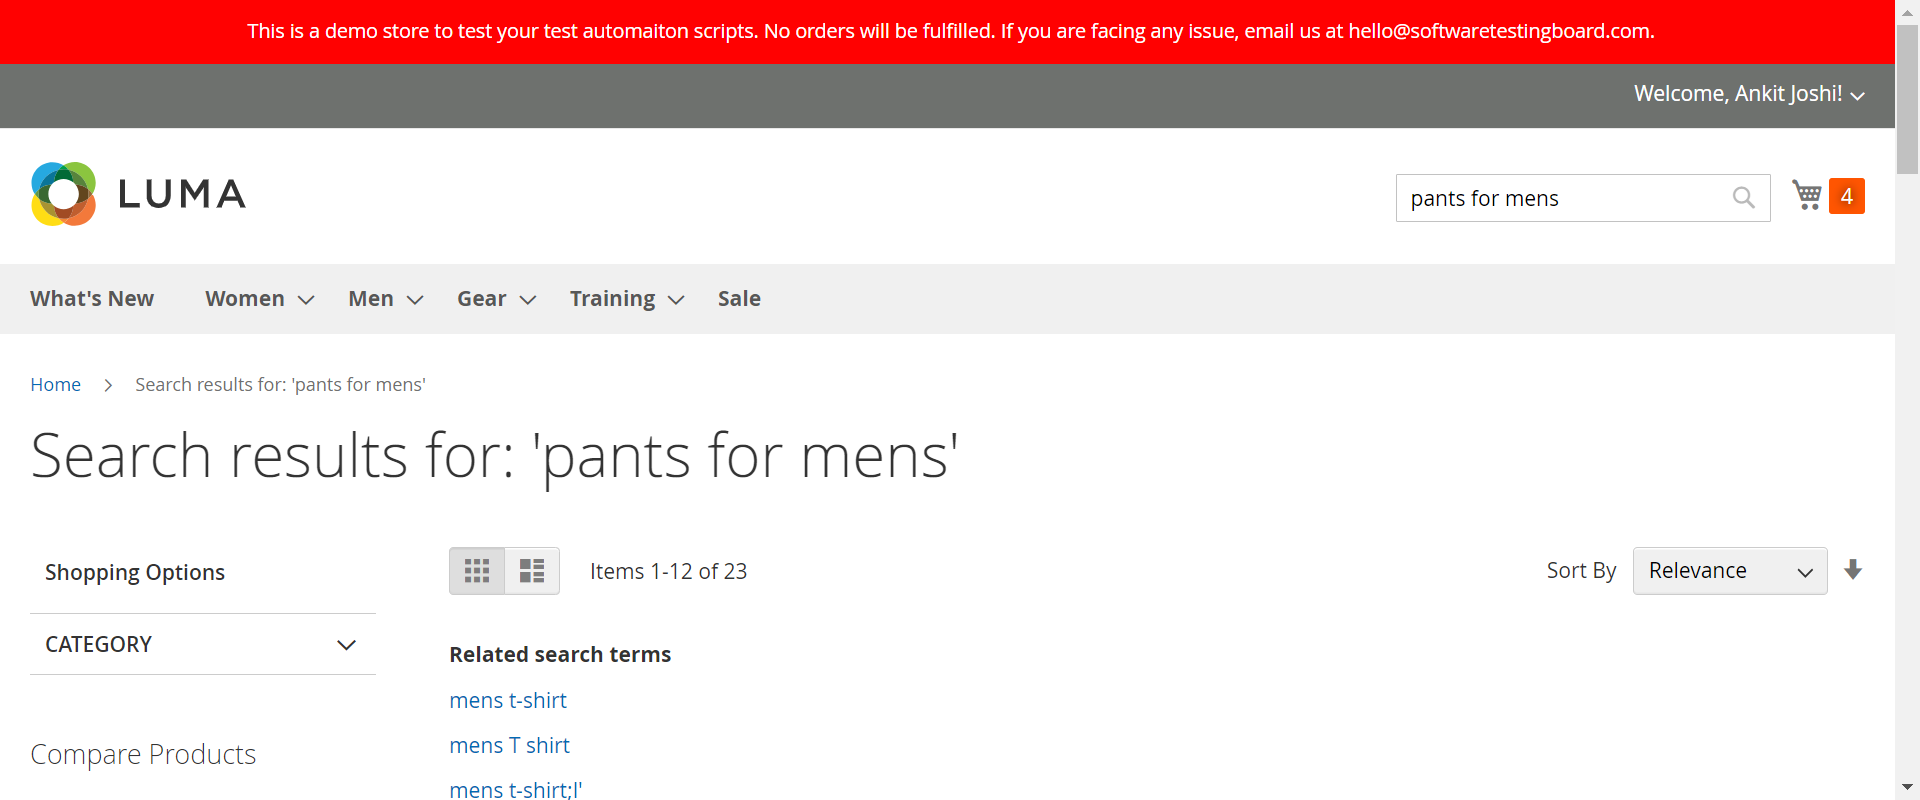 This is a demo store to test your test automaiton scripts. No orders will be fulfilled. If you are facing any issue, email us at hello@softwaretestingboard.com.
Welcome, Ankit Joshi!
LUMA
pants for mens
4
What's New Women Men Gear Training Sale
Home Search results for: 'pants for mens'
Search results for: 'pants for mens'
Shopping Options
Items 1-12 of 23
Sort By Relevance
CATEGORY
Related search terms
mens t-shirt
mens T shirt
Compare Products
mens t-shirt;l'